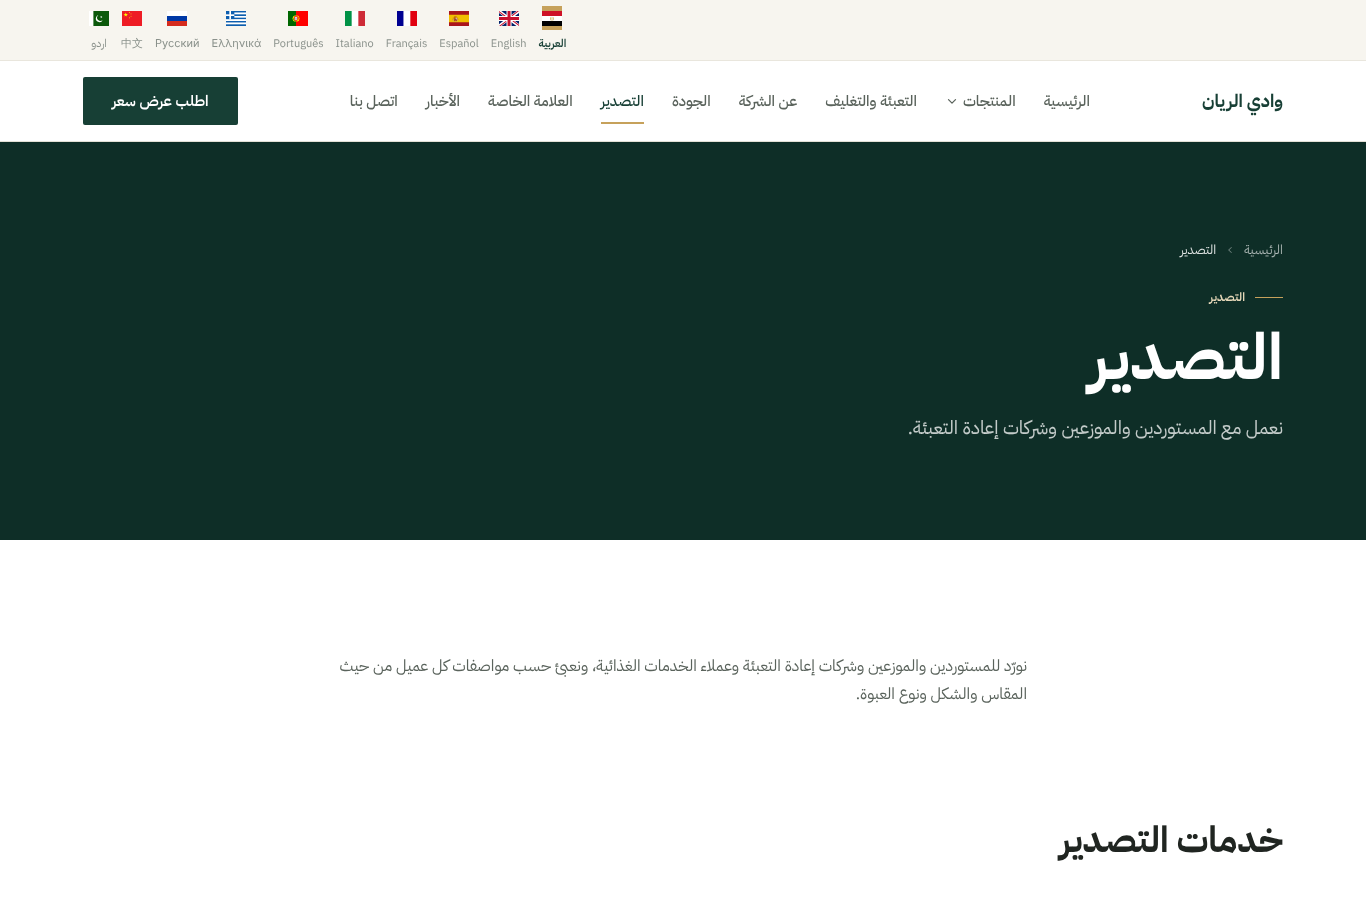 العربية English Español Français Italiano Português Ελληνικά Русский 中文 اردو
وادي الريان الرئيسية المنتجات التعبئة والتغليف عن الشركة الجودة التصدير العلامة الخاصة الأخبار اتصل بنا اطلب عرض سعر
الرئيسية › التصدير
التصدير
التصدير
نعمل مع المستوردين والموزعين وشركات إعادة التعبئة.
نورّد للمستوردين والموزعين وشركات إعادة التعبئة وعملاء الخدمات الغذائية، ونعبئ حسب مواصفات كل عميل من حيث
المقاس والشكل ونوع العبوة.
خدمات التصدير